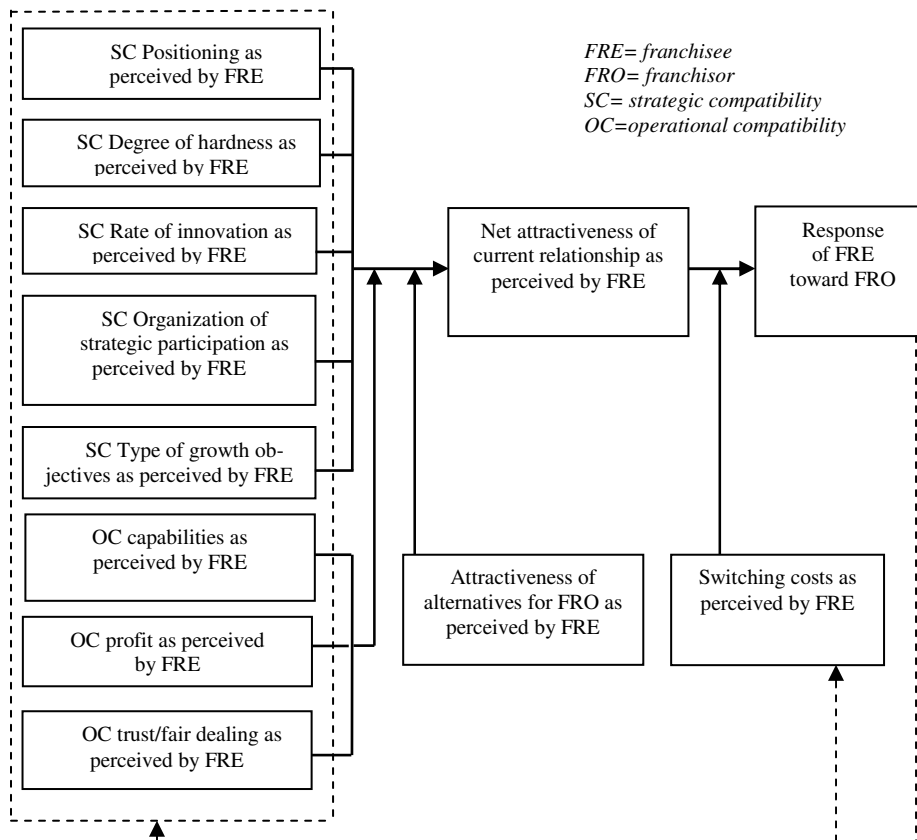 SC Positioning as
perceived by FRE
SC Degree of hardness as
perceived by FRE
SC Rate of innovation as
perceived by FRE
SC Organization of
strategic participation as
perceived by FRE
SC Type of growth ob-
jectives as perceived by FRE
OC capabilities as
perceived by FRE
OC profit as perceived
by FRE
OC trust/fair dealing as
perceived by FRE
FRE= franchisee
FRO= franchisor
SC= strategic compatibility
OC=operational compatibility
Net attractiveness of
current relationship as
perceived by FRE
Response
of FRE
toward FRO
Attractiveness of
alternatives for FRO as
perceived by FRE
Switching costs as
perceived by FRE